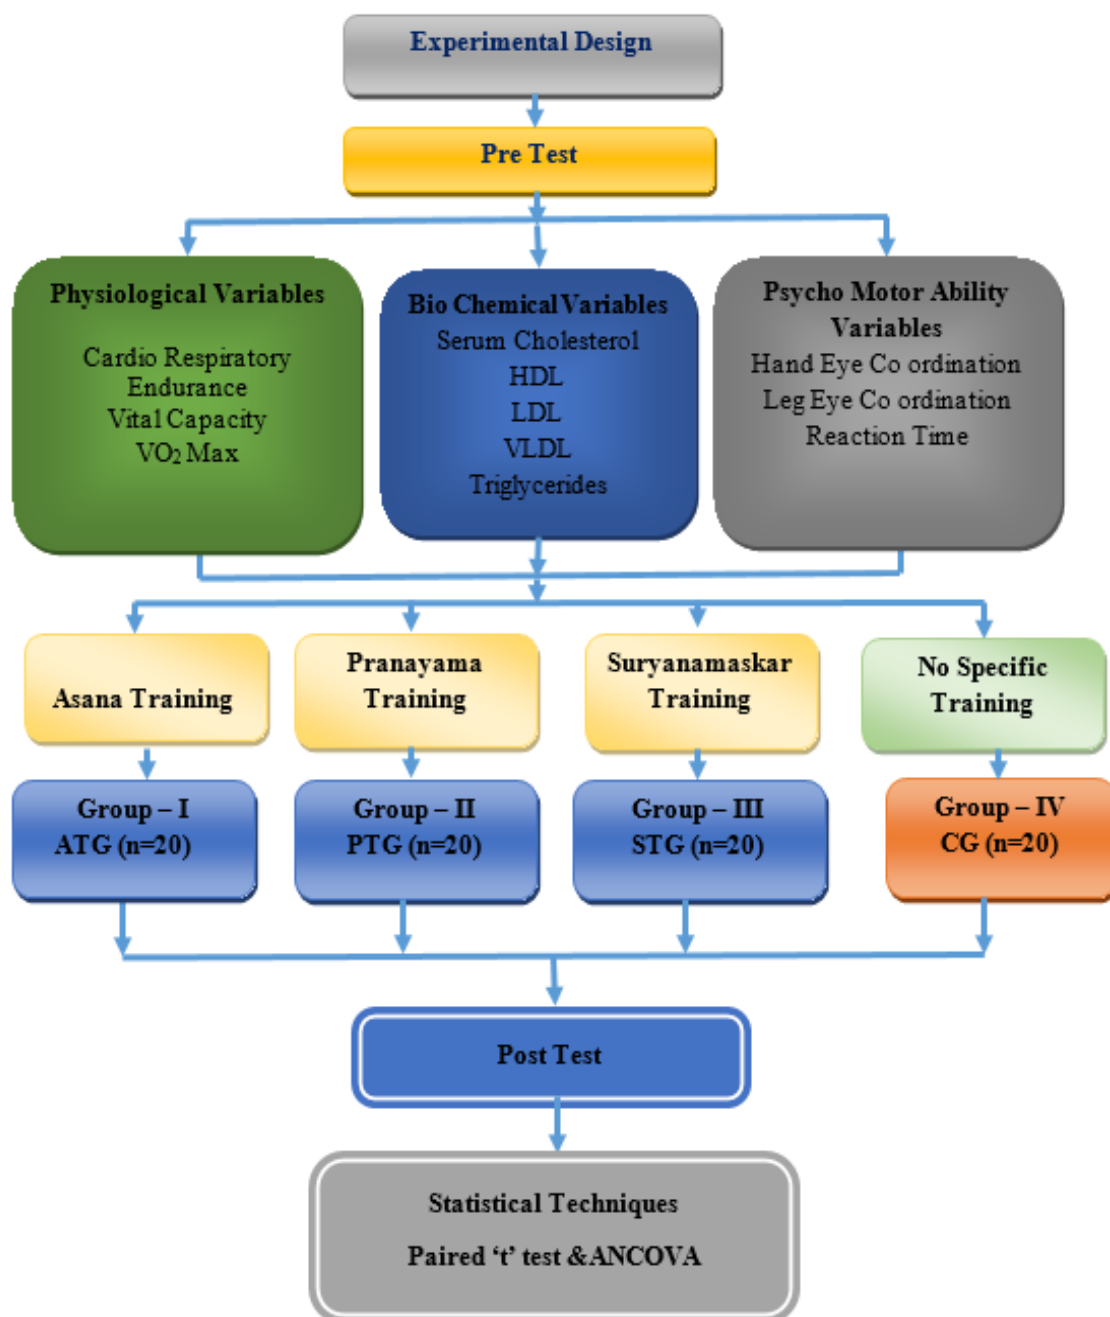 Experimental Design
Pre Test
Physiological Variables
Cardio Respiratory
Endurance
Vital Capacity
VO₂ Max
Bio Chemical Variables
Serum Cholesterol
HDL
LDL
VLDL
Triglycerides
Psycho Motor Ability
Variables
Hand Eye Co ordination
Leg Eye Co ordination
Reaction Time
Asana Training
Pranayama
Training
Suryanamaskar
Training
No Specific
Training
Group – I
ATG (n=20)
Group – II
PTG (n=20)
Group – III
STG (n=20)
Group – IV
CG (n=20)
Post Test
Statistical Techniques
Paired ‘t’ test &ANCOVA